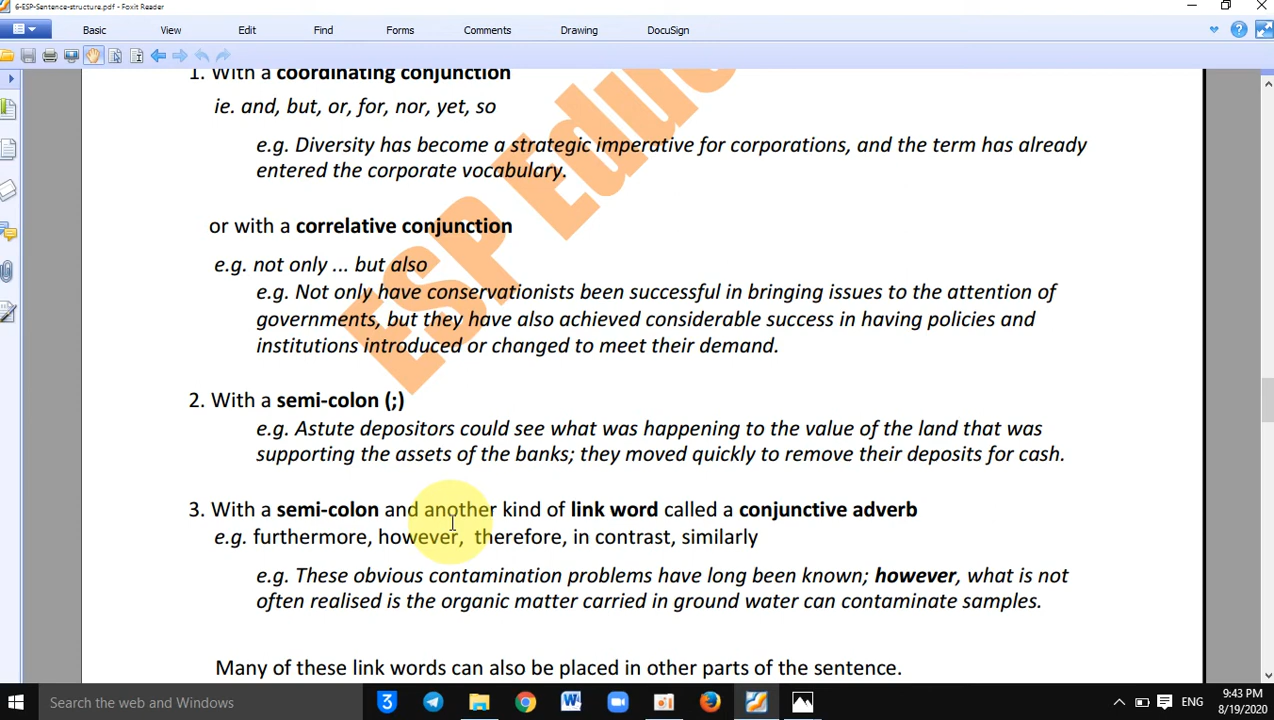 6-ESP-Sentence-structure.pdf - Foxit Reader
Basic View Edit Find Forms Comments Drawing DocuSign
1. With a coordinating conjunction
ie. and, but, or, for, nor, yet, so
e.g. Diversity has become a strategic imperative for corporations, and the term has already
entered the corporate vocabulary.
or with a correlative conjunction
e.g. not only ... but also
e.g. Not only have conservationists been successful in bringing issues to the attention of
governments, but they have also achieved considerable success in having policies and
institutions introduced or changed to meet their demand.
2. With a semi-colon (;)
e.g. Astute depositors could see what was happening to the value of the land that was
supporting the assets of the banks; they moved quickly to remove their deposits for cash.
3. With a semi-colon and another kind of link word called a conjunctive adverb
e.g. furthermore, however,  therefore, in contrast, similarly
e.g. These obvious contamination problems have long been known; however, what is not
often realised is the organic matter carried in ground water can contaminate samples.
Many of these link words can also be placed in other parts of the sentence.
ESP Educ
Search the web and Windows
ENG
9:43 PM
8/19/2020